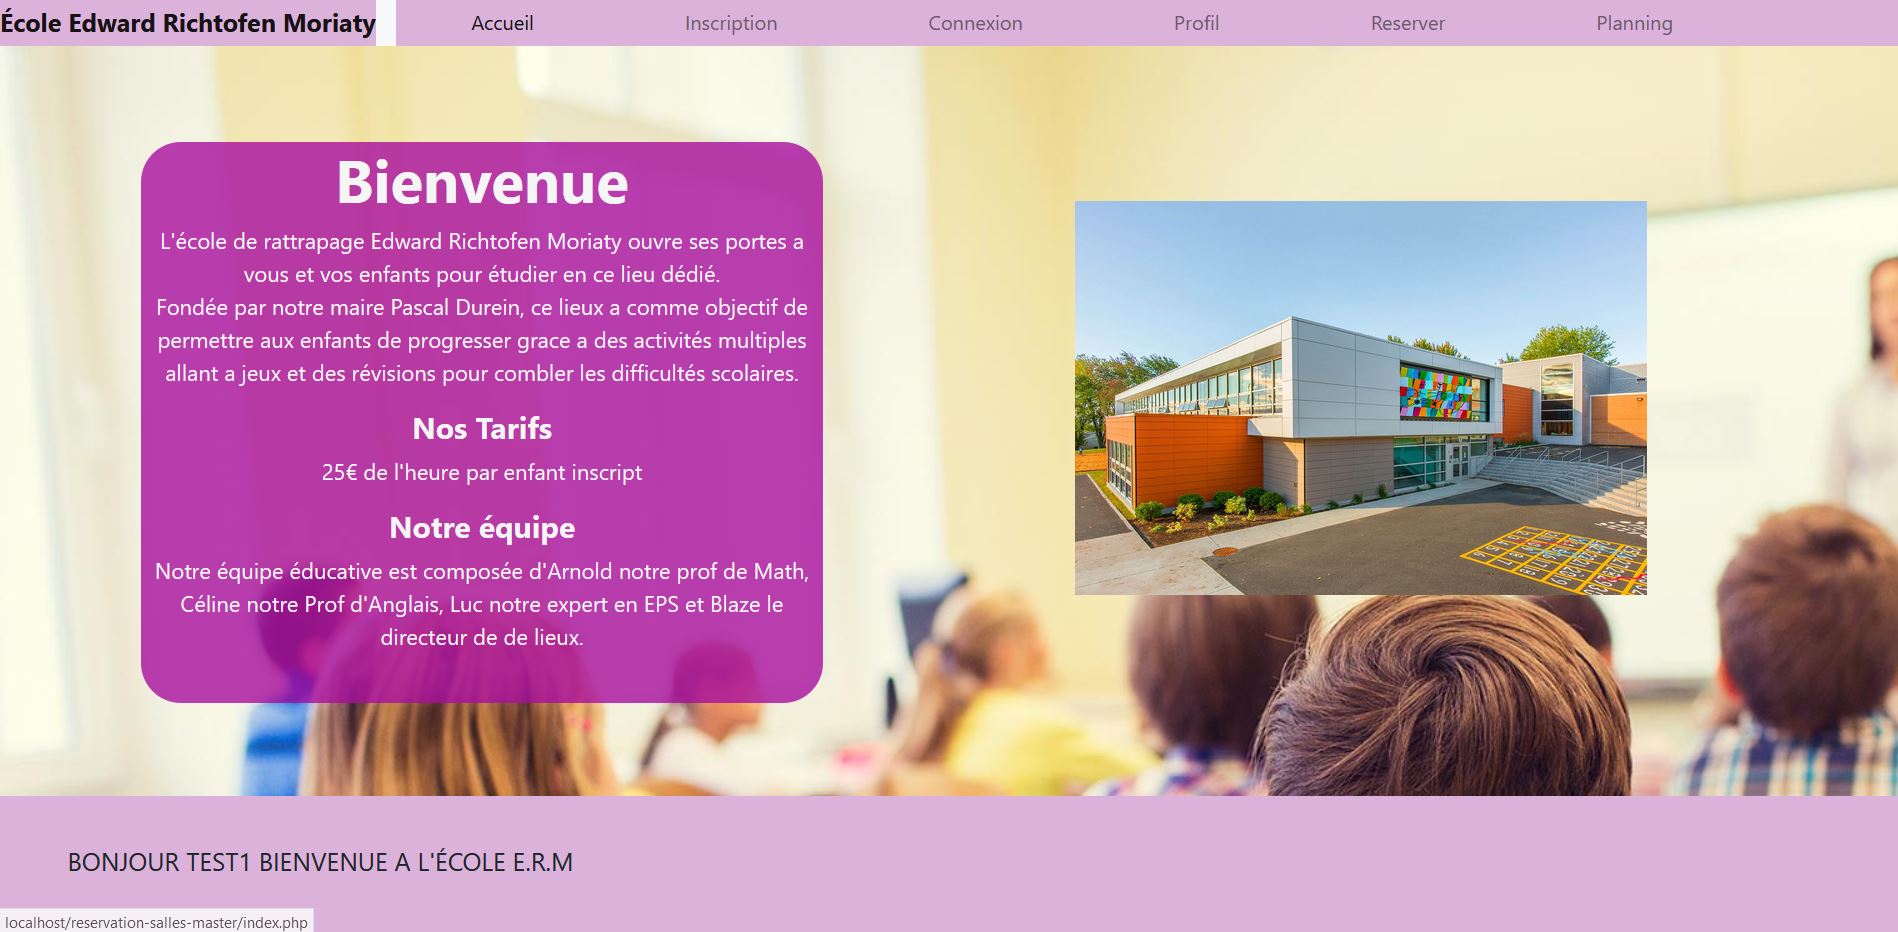 École Edward Richtofen Moriaty
Accueil
Inscription
Connexion
Profil
Reserver
Planning
Bienvenue
L'école de rattrapage Edward Richtofen Moriaty ouvre ses portes a
vous et vos enfants pour étudier en ce lieu dédié.
Fondée par notre maire Pascal Durein, ce lieux a comme objectif de
permettre aux enfants de progresser grace a des activités multiples
allant a jeux et des révisions pour combler les difficultés scolaires.
Nos Tarifs
25€ de l'heure par enfant inscript
Notre équipe
Notre équipe éducative est composée d'Arnold notre prof de Math,
Céline notre Prof d'Anglais, Luc notre expert en EPS et Blaze le
directeur de de lieux.
BONJOUR TEST1 BIENVENUE A L'ÉCOLE E.R.M
localhost/reservation-salles-master/index.php